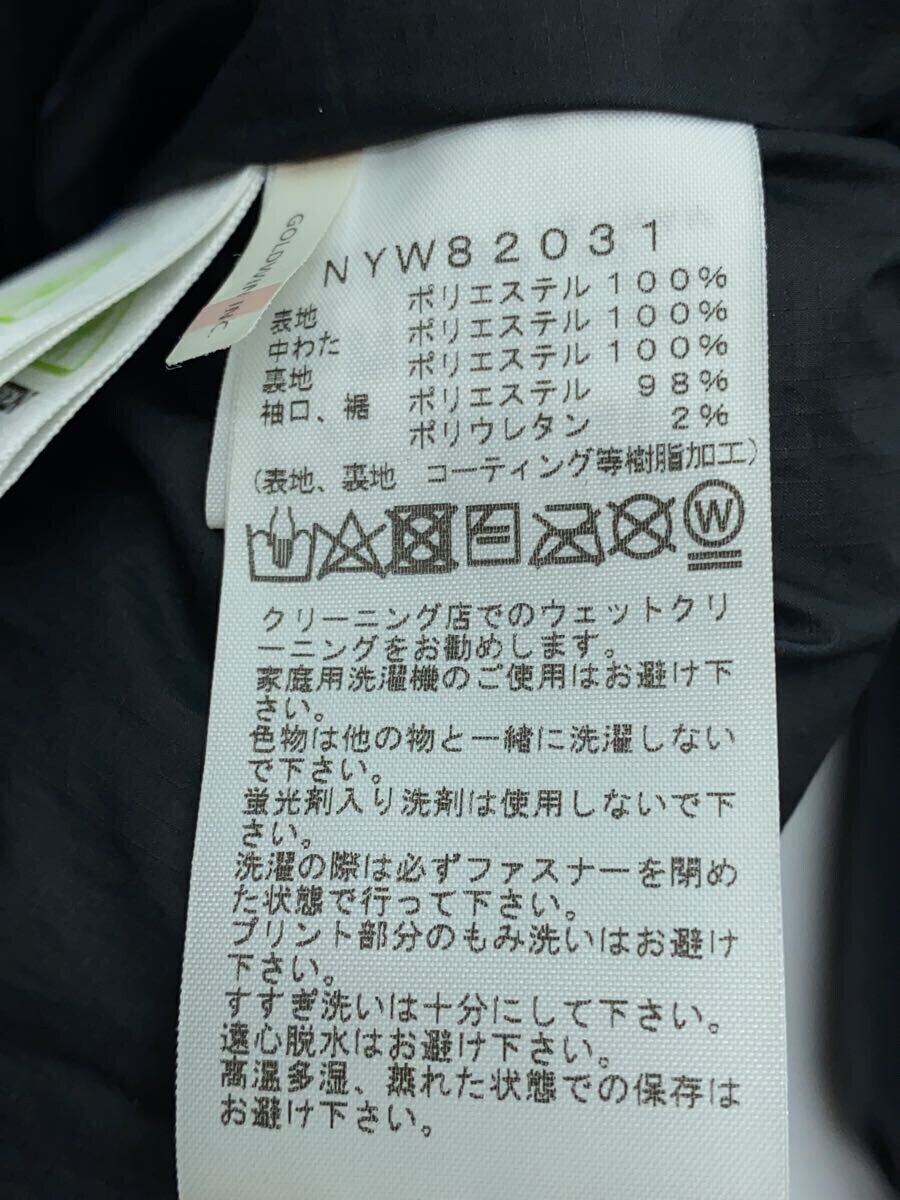 GOLDWIN INC.
NYW82031
表地 ポリエステル 100%
中わた ポリエステル 100%
裏地 ポリエステル 100%
袖口、裾 ポリエステル 98%
ポリウレタン 2%
(表地、裏地 コーティング等樹脂加工)
W
クリーニング店でのウェットクリ
ーニングをお勧めします。
家庭用洗濯機のご使用はお避け下
さい。
色物は他の物と一緒に洗濯しない
で下さい。
蛍光剤入り洗剤は使用しないで下
さい。
洗濯の際は必ずファスナーを閉め
た状態で行って下さい。
プリント部分のもみ洗いはお避け
下さい。
すすぎ洗いは十分にして下さい。
遠心脱水はお避け下さい。
高温多湿、蒸れた状態での保存は
お避け下さい。